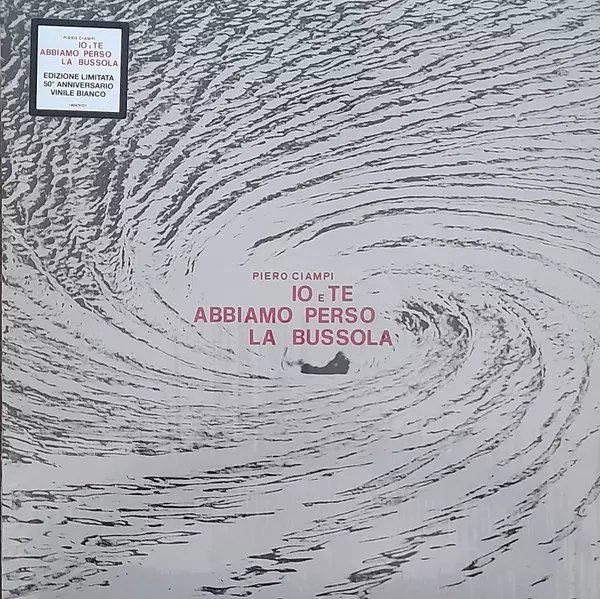 PIERO CIAMPI
IO E TE
ABBIAMO PERSO
LA BUSSOLA
EDIZIONE LIMITATA
50° ANNIVERSARIO
VINILE BIANCO
PIERO CIAMPI
IO E TE
ABBIAMO PERSO
LA BUSSOLA